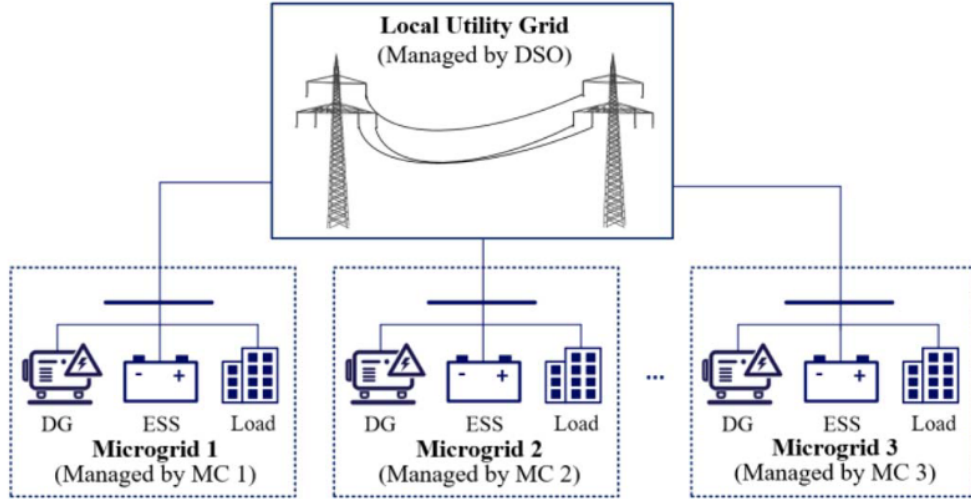 Local Utility Grid
(Managed by DSO)
- +
DG ESS Load
Microgrid 1
(Managed by MC 1)
- +
DG ESS Load
Microgrid 2
(Managed by MC 2)
...
- +
DG ESS Load
Microgrid 3
(Managed by MC 3)